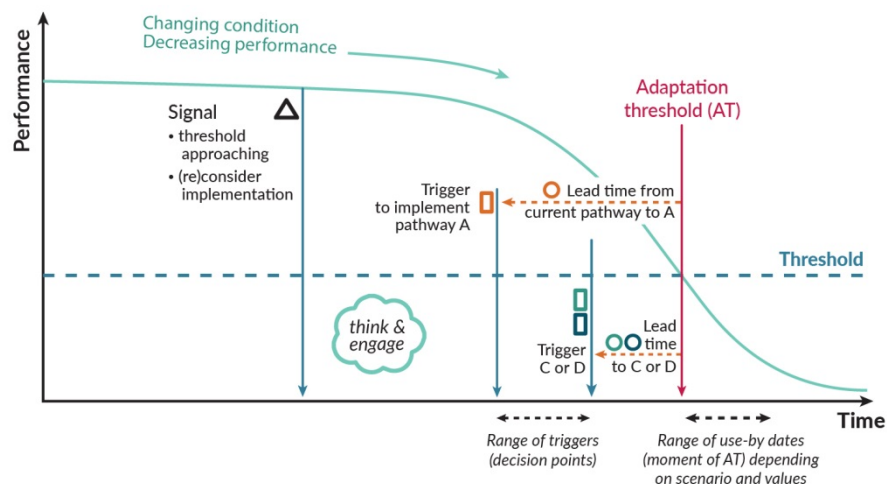 Changing condition
Decreasing performance
Performance
Signal
• threshold
approaching
• (re)consider
implementation
Adaptation
threshold (AT)
Trigger
to implement
pathway A
Lead time from
current pathway to A
Threshold
think &
engage
Trigger
C or D
Lead
time
to C or D
Time
Range of triggers
(decision points)
Range of use-by dates
(moment of AT) depending
on scenario and values